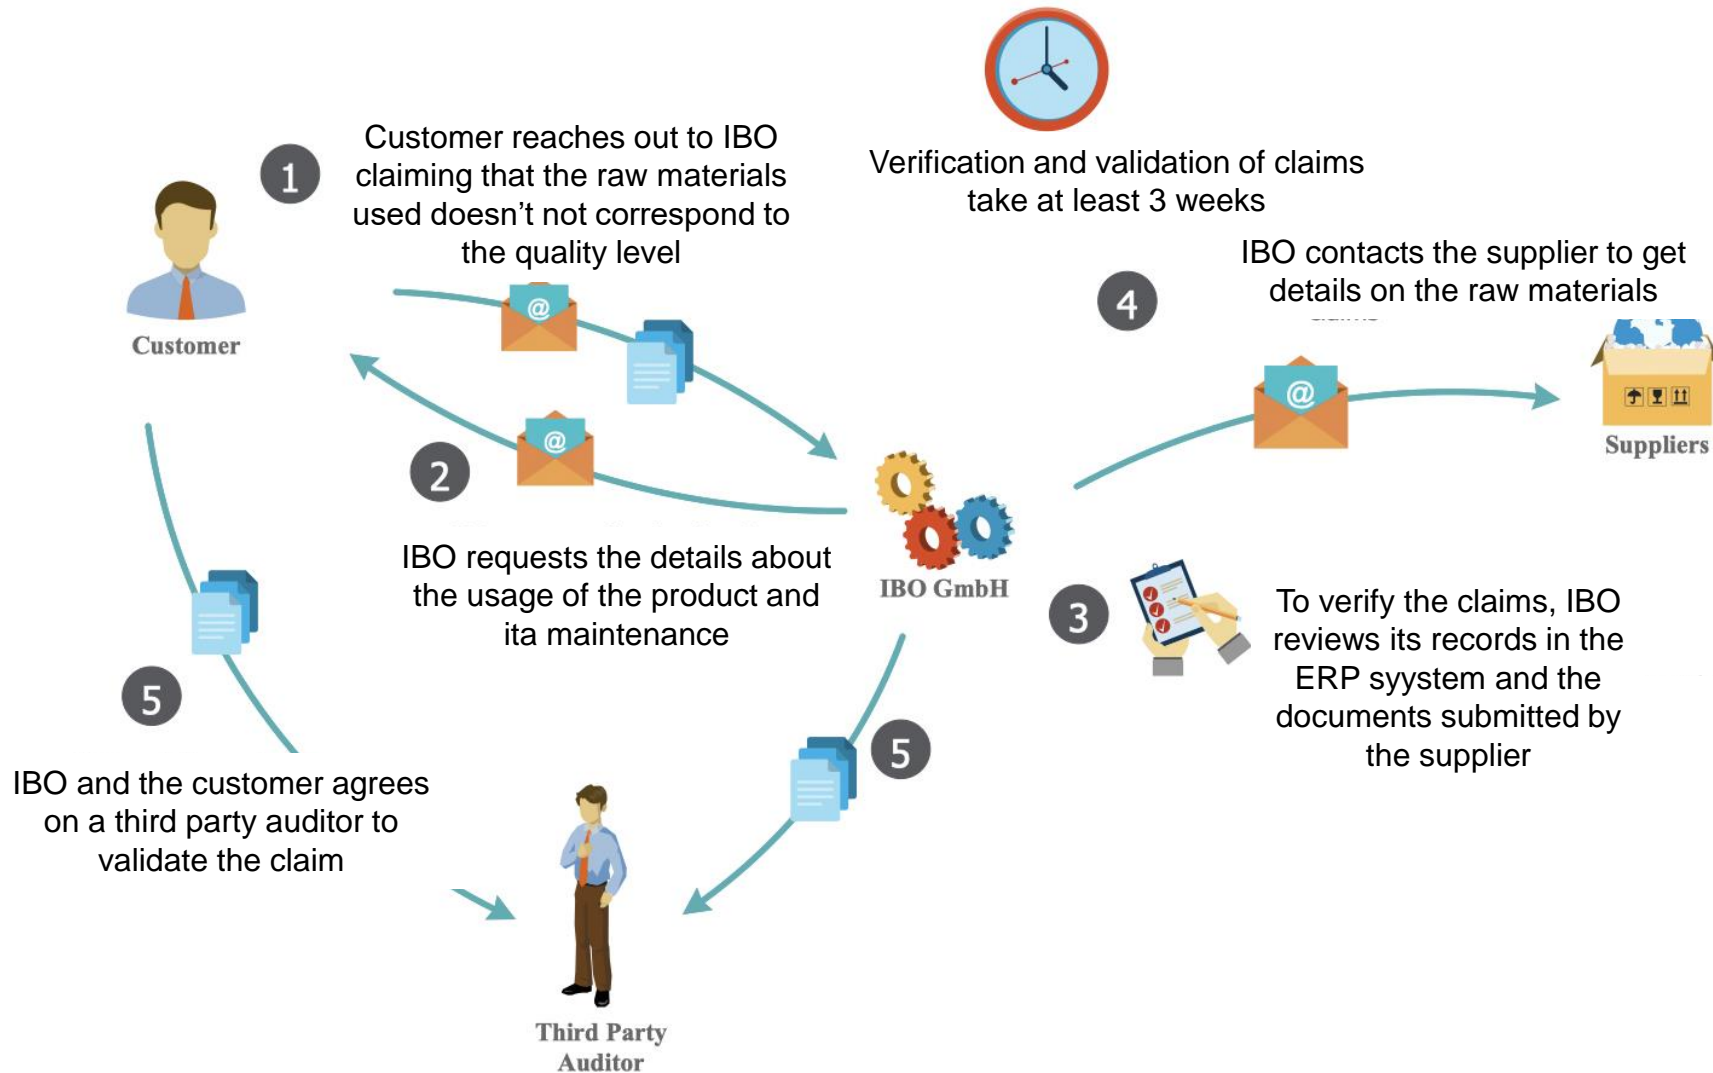 1
Customer reaches out to IBO
claiming that the raw materials
used doesn’t not correspond to
the quality level
Customer
Verification and validation of claims
take at least 3 weeks
4
IBO contacts the supplier to get
details on the raw materials
@
@
Suppliers
2
@
IBO requests the details about
the usage of the product and
ita maintenance
IBO GmbH
3
To verify the claims, IBO
reviews its records in the
ERP syystem and the
documents submitted by
the supplier
5
IBO and the customer agrees
on a third party auditor to
validate the claim
5
Third Party
Auditor